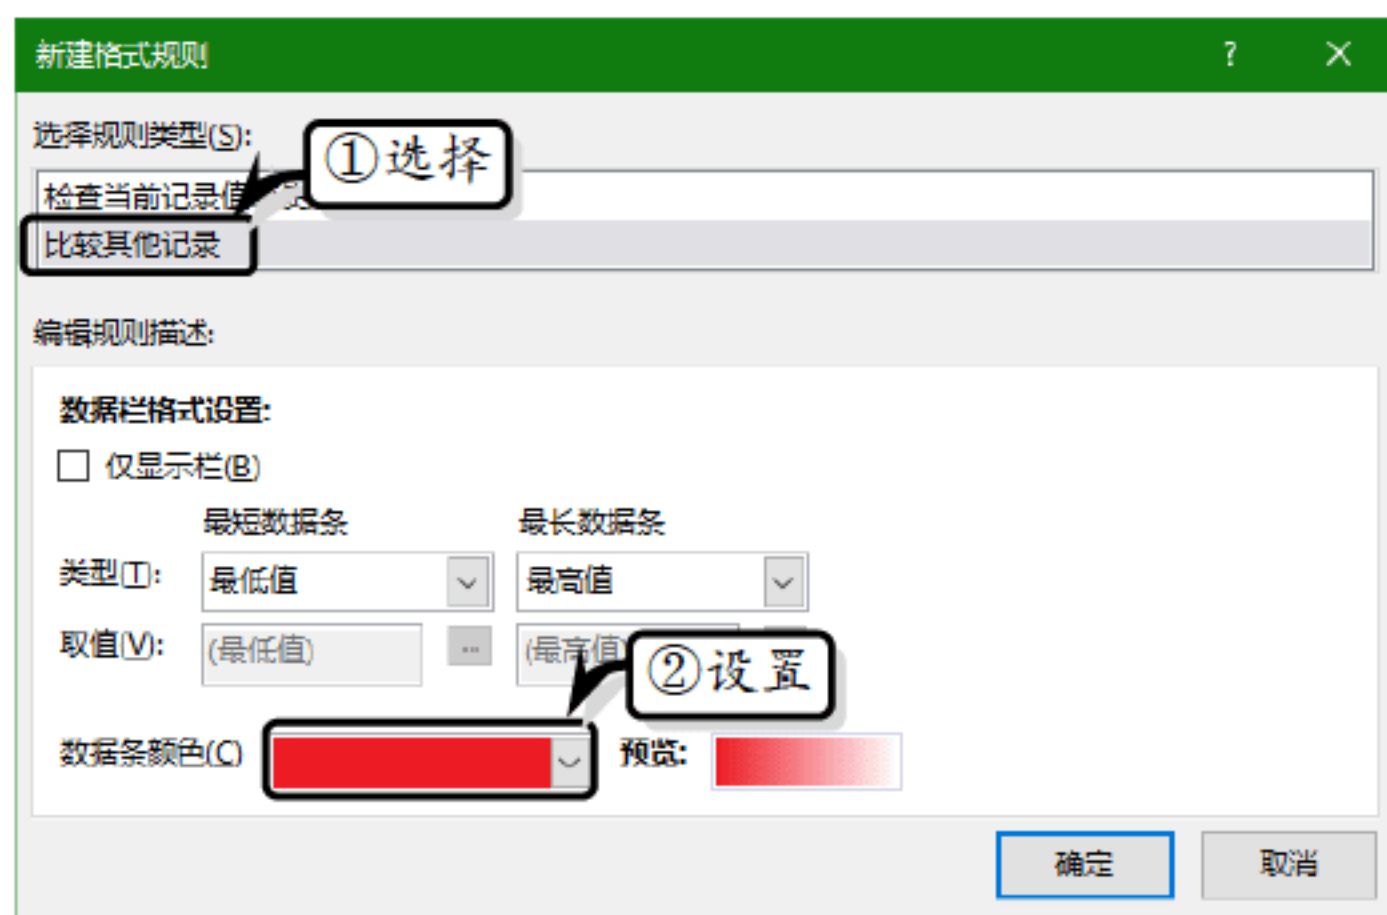 新建格式规则 ? ×
选择规则类型(S):
①选择
检查当前记录值
比较其他记录
编辑规则描述:
数据栏格式设置:
仅显示栏(B)
最短数据条 最长数据条
类型(T): 最低值 最高值
取值(V): (最低值) ... (最高值)
②设置
数据条颜色(C) 预览:
确定 取消